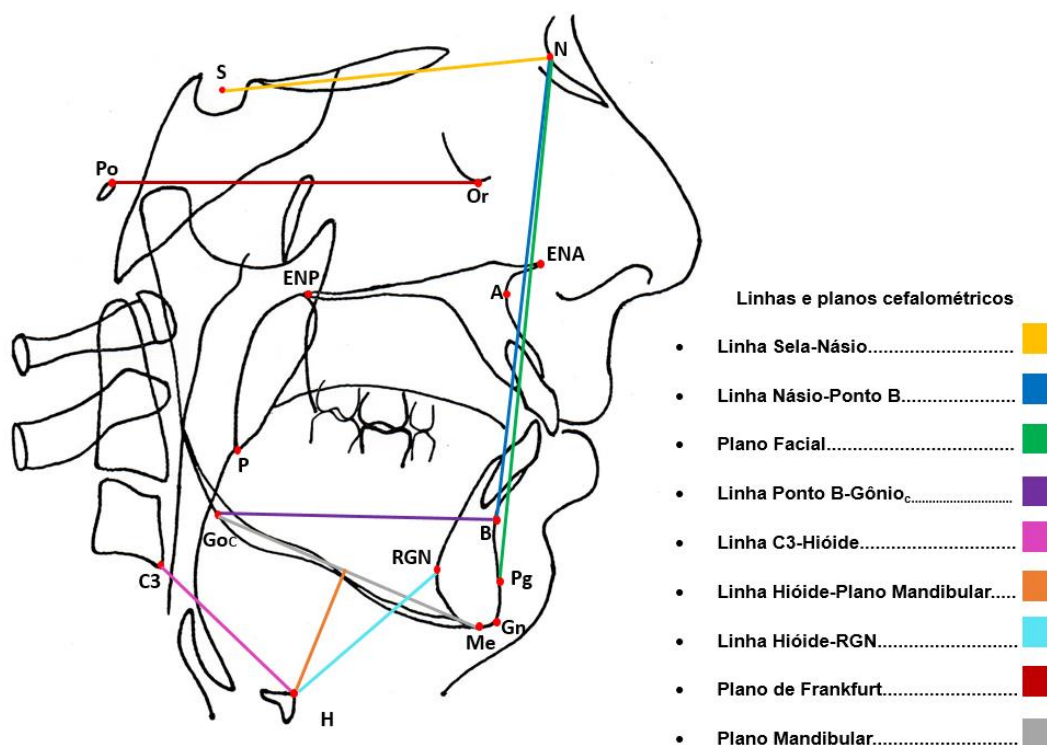 N
S
Po
Or
ENA
ENP
A
P
B
Goc
RGN
C3
Pg
Gn
Me
H
Linhas e planos cefalométricos
• Linha Sela-Násio..............................
• Linha Násio-Ponto B.........................
• Plano Facial......................................
• Linha Ponto B-Gônioc............................
• Linha C3-Hióide................................
• Linha Hióide-Plano Mandibular.....
• Linha Hióide-RGN.............................
• Plano de Frankfurt............................
• Plano Mandibular..............................